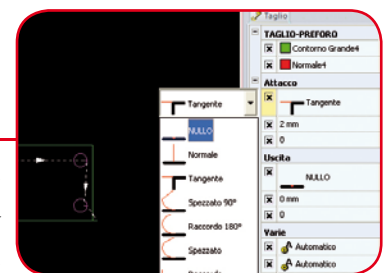 Taglio
TAGLIO-PREFORO
Contorno Grande4
Normale4
Attacco
Tangente
Tangente
2 mm
0
NULLO
Normale
Tangente
Spezzato 90°
Raccordo 180°
Spezzato
Uscita
NULLO
0 mm
0
Varie
Automatico
Automatico